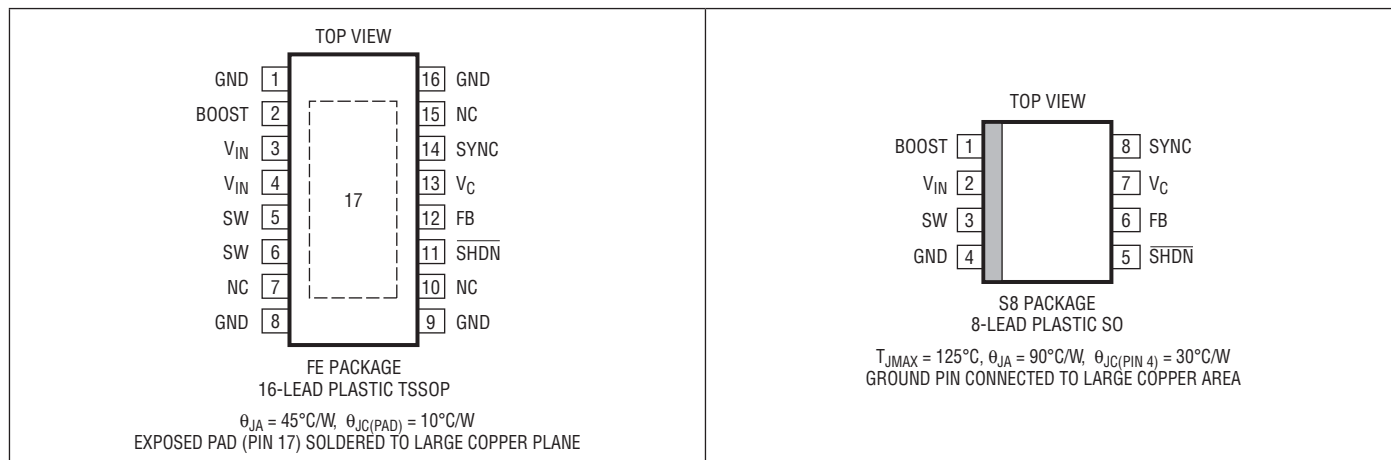 TOP VIEW
GND 1
BOOST 2
VIN 3
VIN 4
SW 5
SW 6
NC 7
GND 8
17
16 GND
15 NC
14 SYNC
13 VC
12 FB
11 SHDN
10 NC
9 GND
FE PACKAGE
16-LEAD PLASTIC TSSOP
θJA = 45°C/W, θJC(PAD) = 10°C/W
EXPOSED PAD (PIN 17) SOLDERED TO LARGE COPPER PLANE
TOP VIEW
BOOST 1
VIN 2
SW 3
GND 4
8 SYNC
7 VC
6 FB
5 SHDN
S8 PACKAGE
8-LEAD PLASTIC SO
TJMAX = 125°C, θJA = 90°C/W, θJC(PIN 4) = 30°C/W
GROUND PIN CONNECTED TO LARGE COPPER AREA